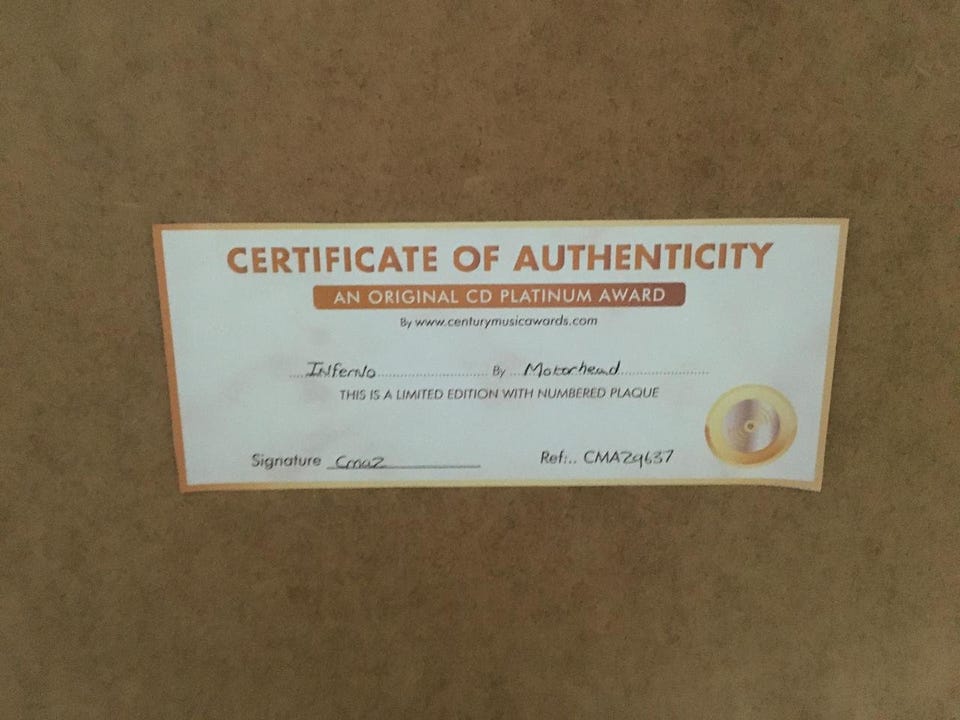 CERTIFICATE OF AUTHENTICITY
AN ORIGINAL CD PLATINUM AWARD
By www.centurymusicawards.com
INferNo By Motorhead
THIS IS A LIMITED EDITION WITH NUMBERED PLAQUE
Signature Cma2 Ref:.. CMA29637